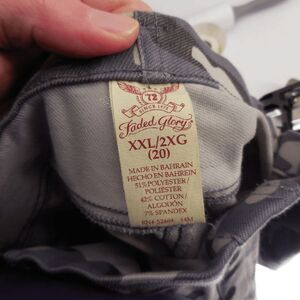 72
SINCE 1972
Faded Glory
XXL/2XG
(20)
MADE IN BAHRAIN
HECHO EN BAHREIN
51% POLYESTER/
POLIÉSTER
42% COTTON/
ALGODÓN
7% SPANDEX